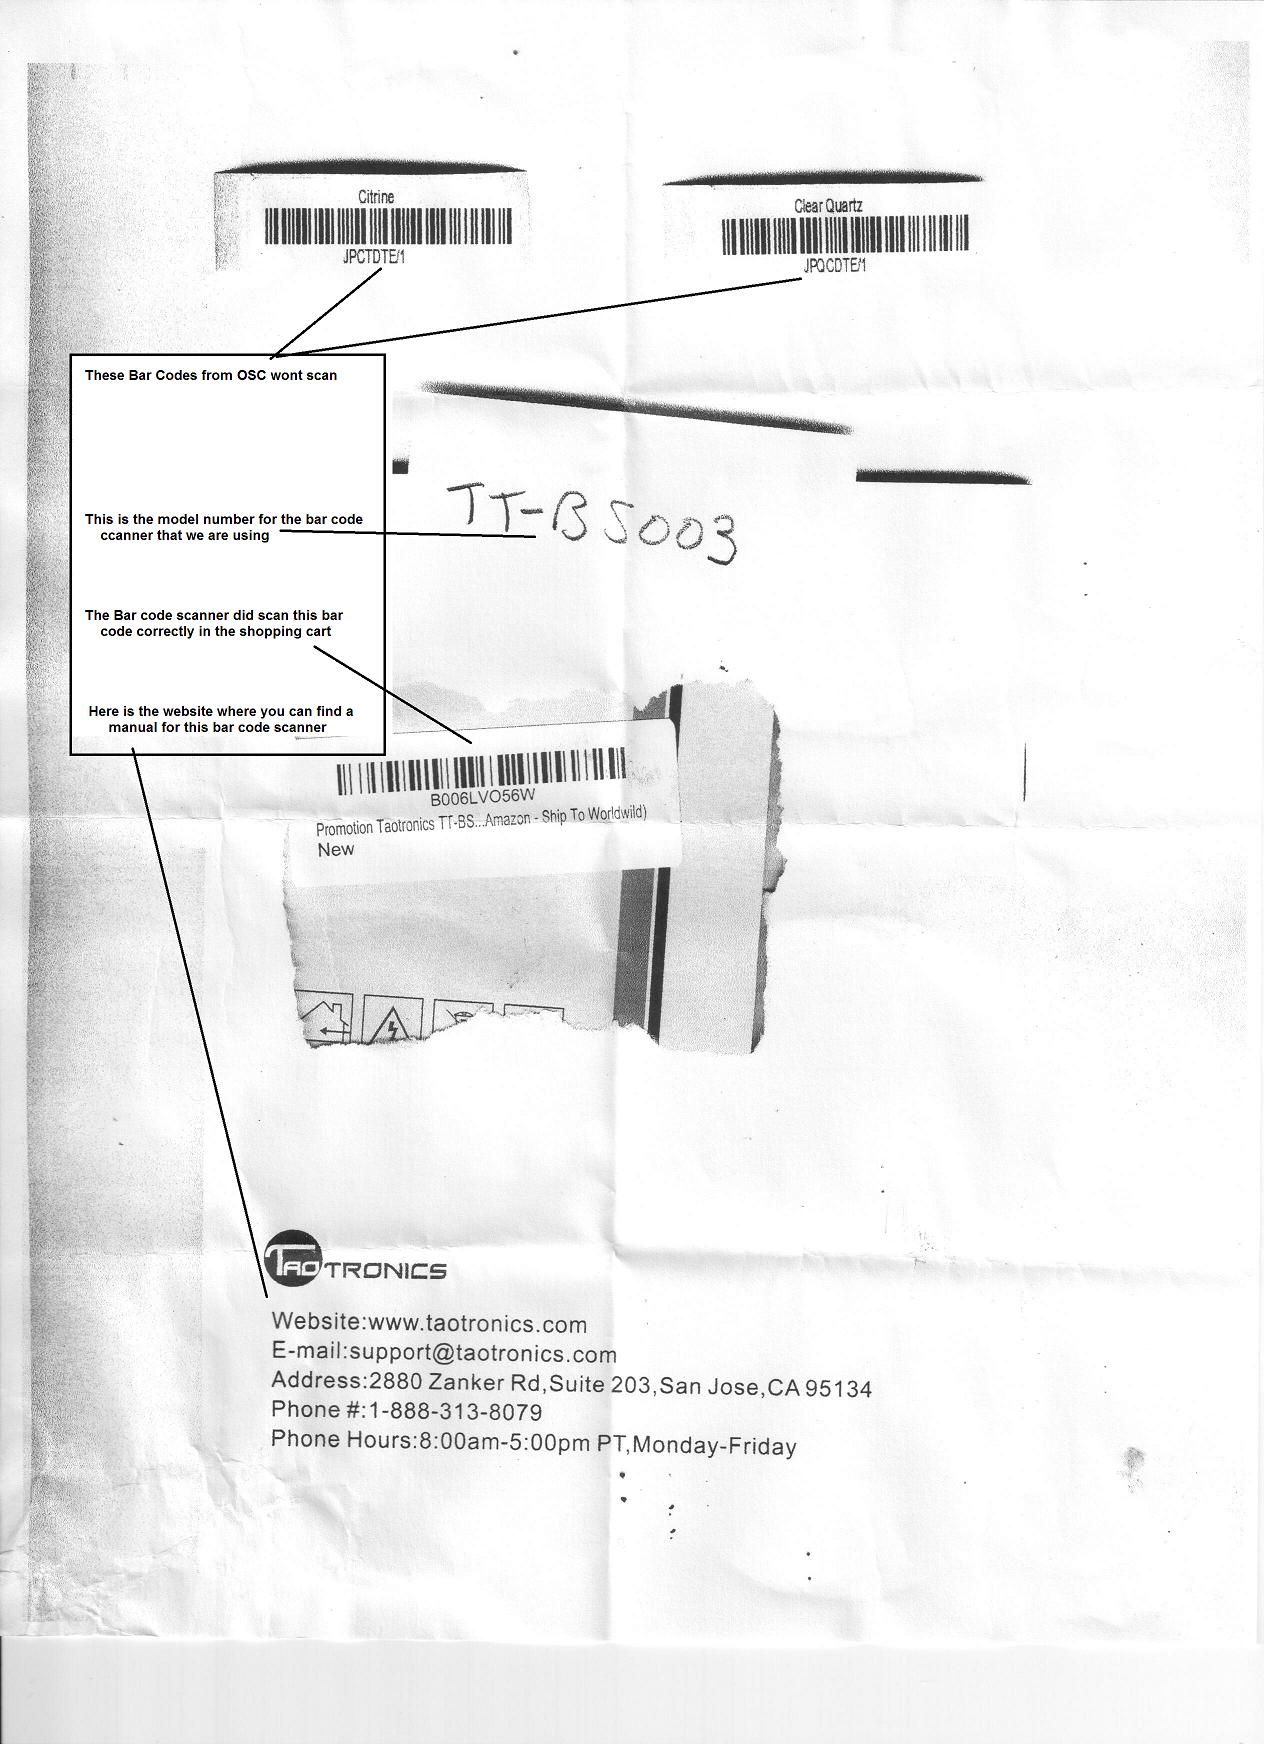 Citrine
JPCTDTE/1
Clear Quartz
JPQCDTE/1
These Bar Codes from OSC wont scan
TT-BS003
This is the model number for the bar code
ccanner that we are using
The Bar code scanner did scan this bar
code correctly in the shopping cart
Here is the website where you can find a
manual for this bar code scanner
B006LVO56W
Promotion Taotronics TT-BS...Amazon - Ship To Worldwild)
New
TAOTRONICS
Website:www.taotronics.com
E-mail:support@taotronics.com
Address:2880 Zanker Rd,Suite 203,San Jose,CA 95134
Phone #:1-888-313-8079
Phone Hours:8:00am-5:00pm PT,Monday-Friday